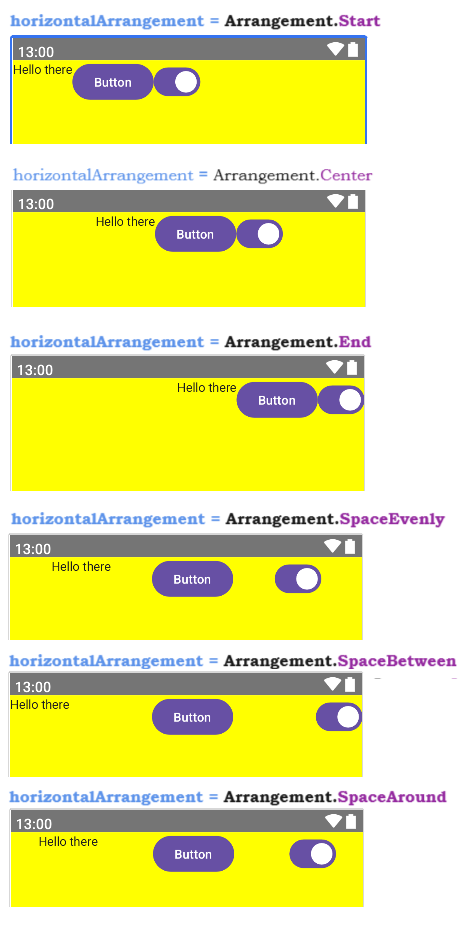 horizontalArrangement = Arrangement.Start
13:00
Hello there Button
horizontalArrangement = Arrangement.Center
13:00
Hello there Button
horizontalArrangement = Arrangement.End
13:00
Hello there Button
horizontalArrangement = Arrangement.SpaceEvenly
13:00
Hello there Button
horizontalArrangement = Arrangement.SpaceBetween
13:00
Hello there Button
horizontalArrangement = Arrangement.SpaceAround
13:00
Hello there Button